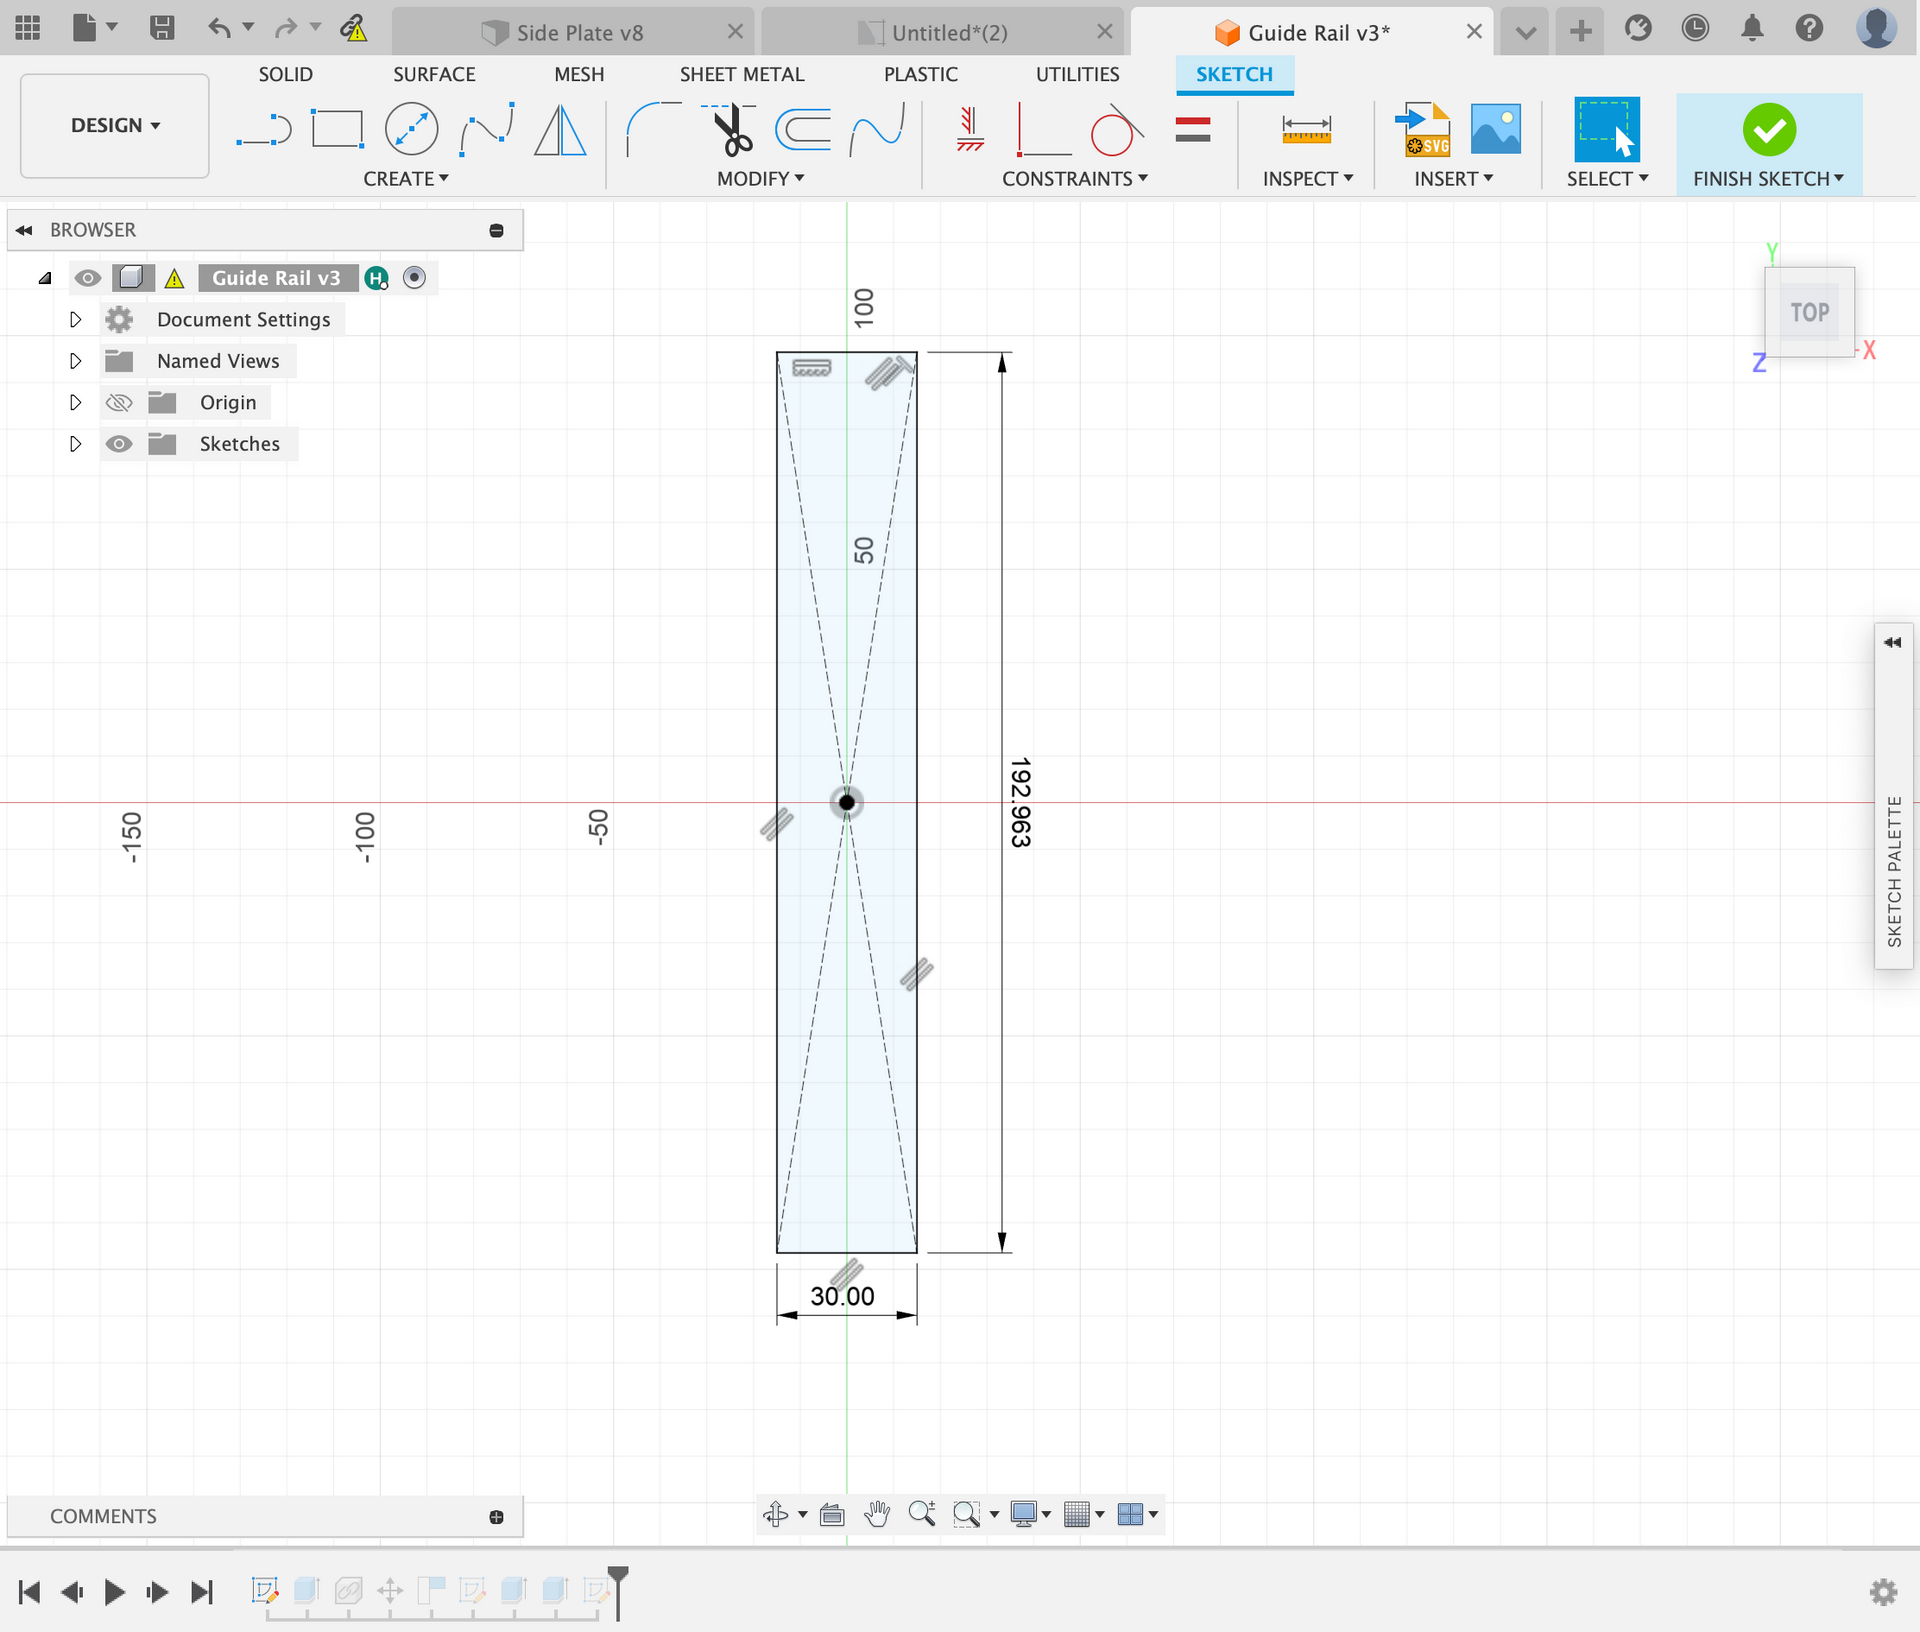 Side Plate v8
Untitled*(2)
Guide Rail v3*
SOLID
SURFACE
MESH
SHEET METAL
PLASTIC
UTILITIES
SKETCH
DESIGN
SVG
CREATE
MODIFY
CONSTRAINTS
INSPECT
INSERT
SELECT
FINISH SKETCH
BROWSER
Guide Rail v3
H
Document Settings
Named Views
Origin
Sketches
Y
TOP
X
Z
100
50
-150
-100
-50
192.963
30.00
SKETCH PALETTE
COMMENTS